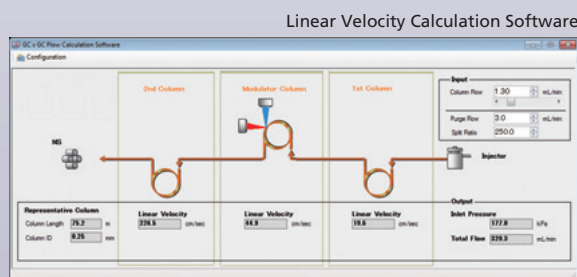 Linear Velocity Calculation Software
GC x GC Flow Calculation Software
Configuration
2nd Column
Modulator Column
1st Column
Input
Column Flow 1.30 mL/min
Purge Flow 3.0 mL/min
Split Ratio 250.0
MS
Injector
Representative Column
Column Length 75.2 m
Column ID 0.25 mm
Linear Velocity
226.5 cm/sec
Linear Velocity
44.9 cm/sec
Linear Velocity
19.6 cm/sec
Output
Inlet Pressure
177.0 kPa
Total Flow 329.3 mL/min